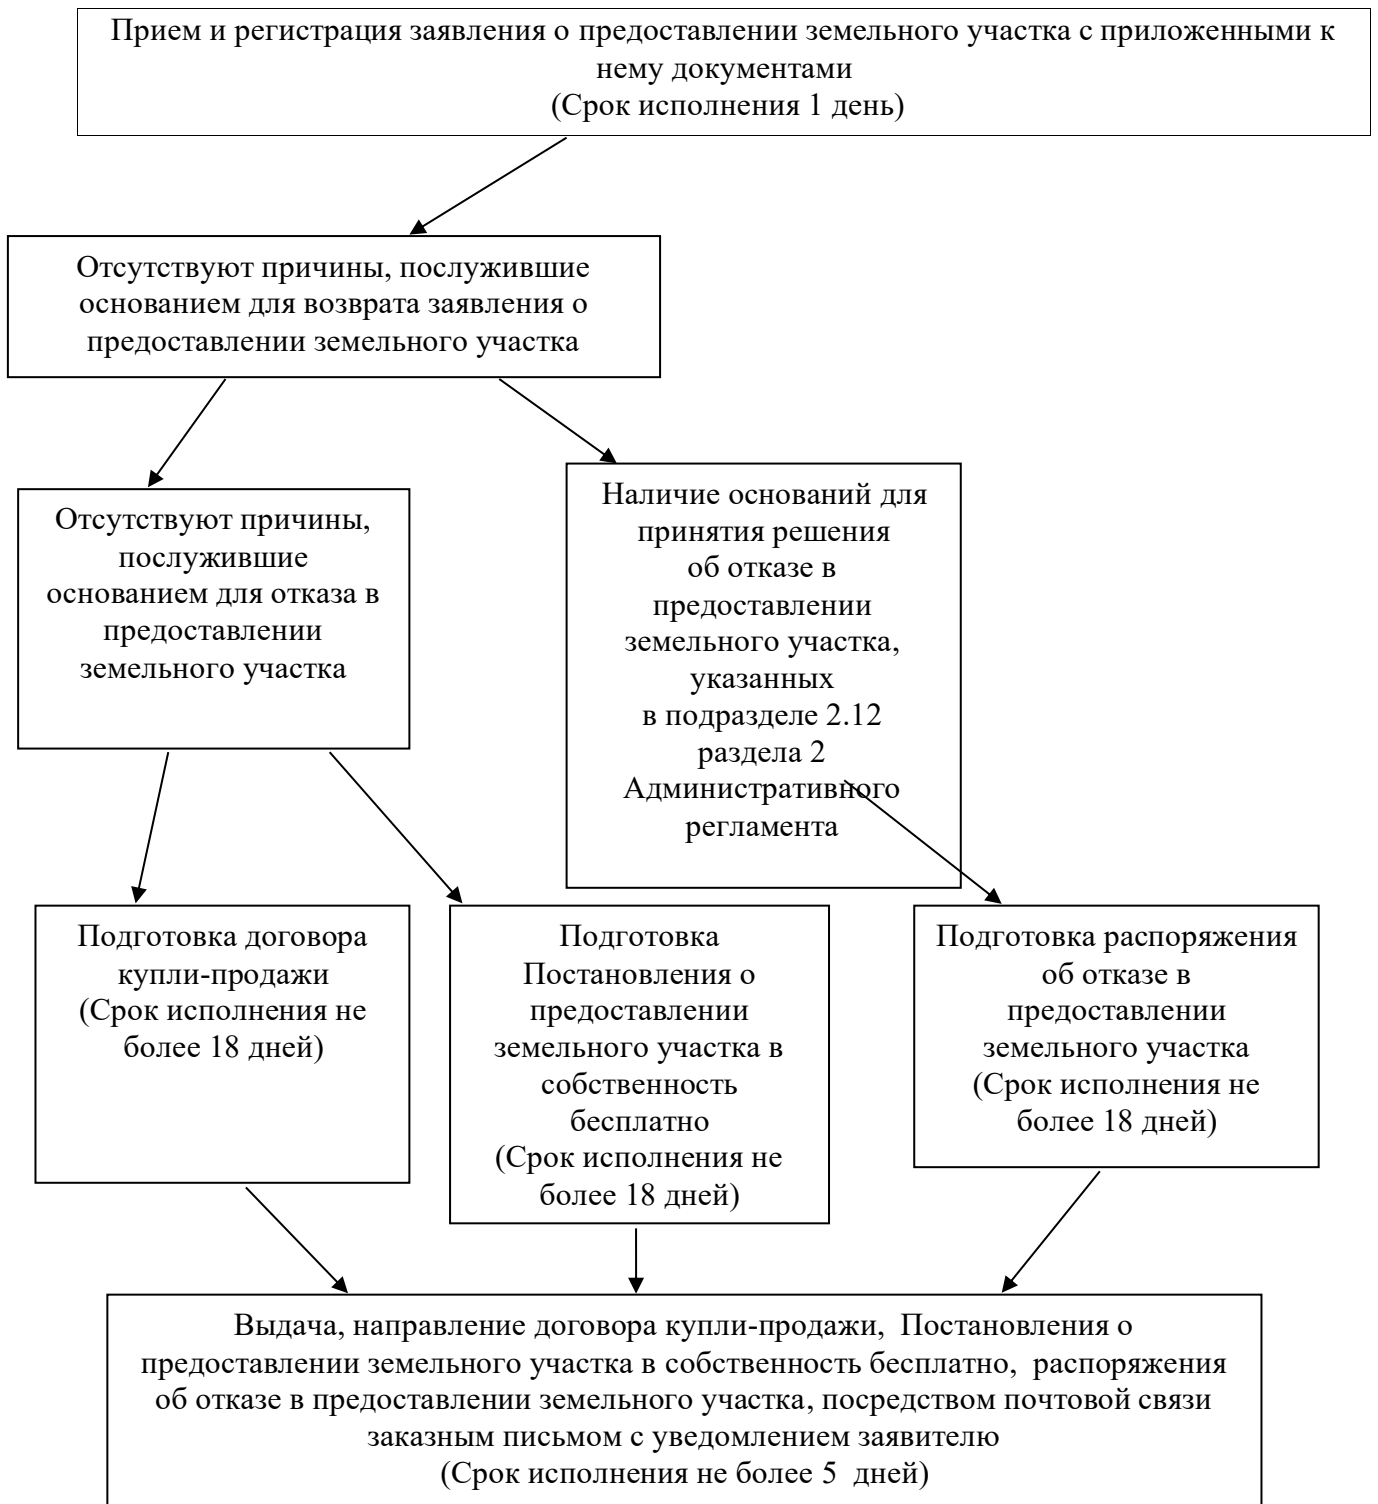 Прием и регистрация заявления о предоставлении земельного участка с приложенными к
нему документами
(Срок исполнения 1 день)
Отсутствуют причины, послужившие
основанием для возврата заявления о
предоставлении земельного участка
Отсутствуют причины,
послужившие
основанием для отказа в
предоставлении
земельного участка
Наличие оснований для
принятия решения
об отказе в
предоставлении
земельного участка,
указанных
в подразделе 2.12
раздела 2
Административного
регламента
Подготовка договора
купли-продажи
(Срок исполнения не
более 18 дней)
Подготовка
Постановления о
предоставлении
земельного участка в
собственность
бесплатно
(Срок исполнения не
более 18 дней)
Подготовка распоряжения
об отказе в
предоставлении
земельного участка
(Срок исполнения не
более 18 дней)
Выдача, направление договора купли-продажи,  Постановления о
предоставлении земельного участка в собственность бесплатно,  распоряжения
об отказе в предоставлении земельного участка, посредством почтовой связи
заказным письмом с уведомлением заявителю
(Срок исполнения не более 5  дней)